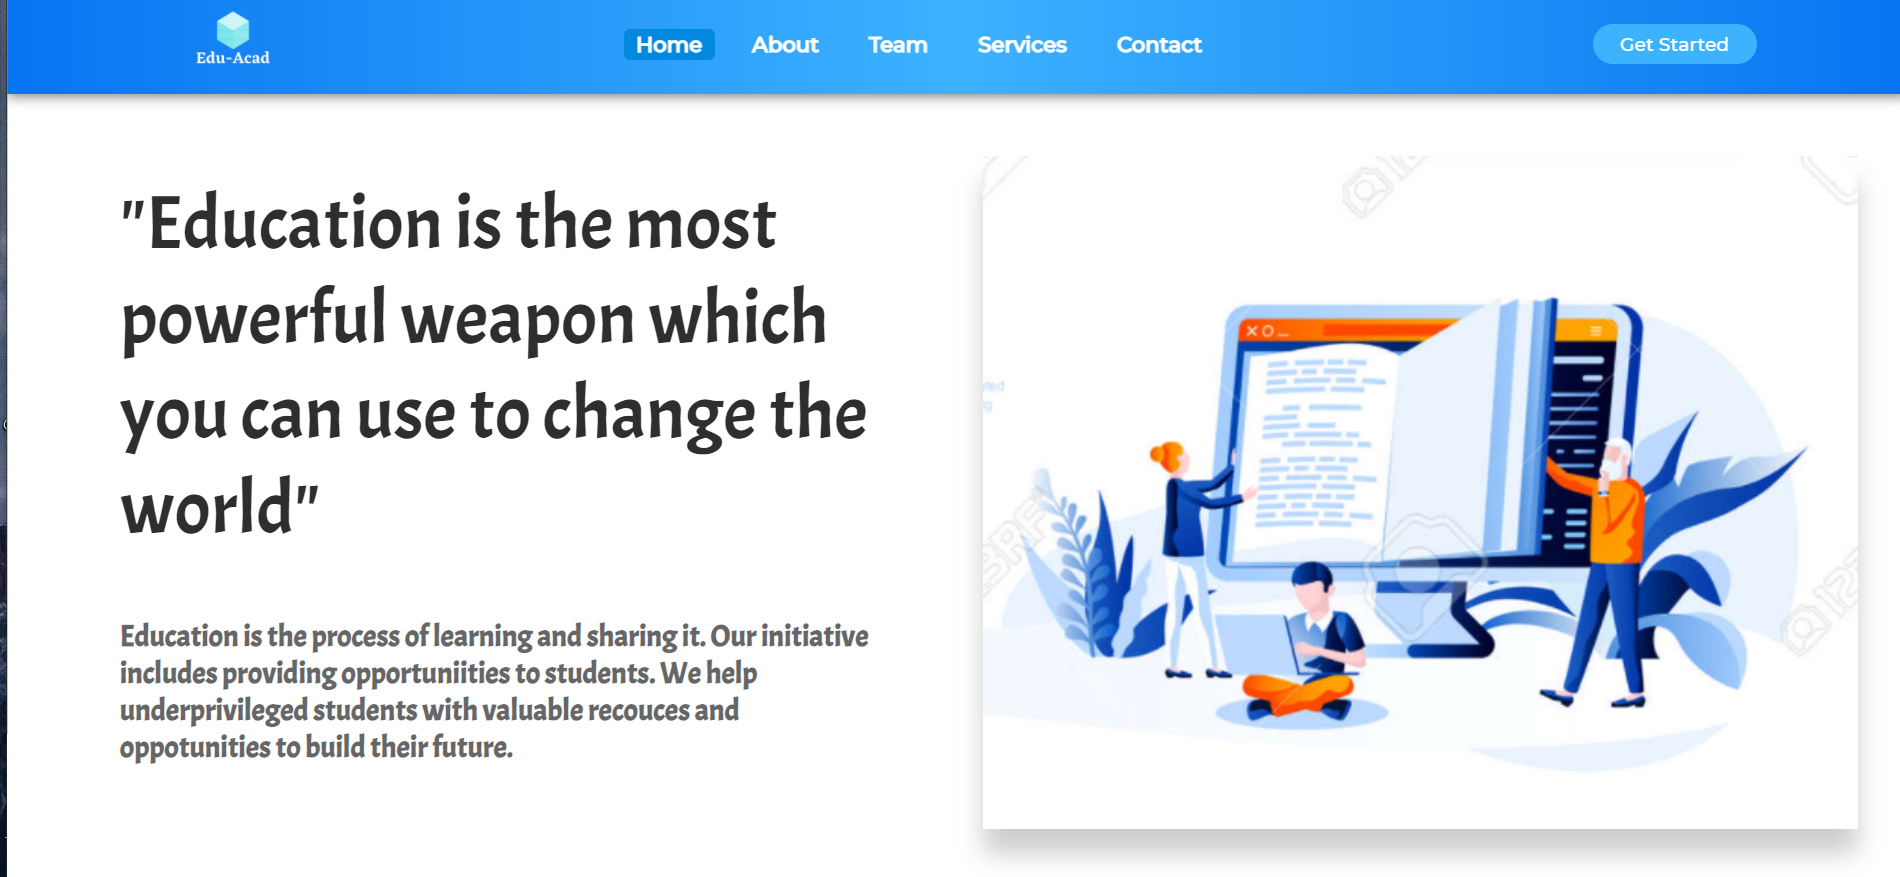 Edu-Acad
Home About Team Services Contact
Get Started
"Education is the most
powerful weapon which
you can use to change the
world"
Education is the process of learning and sharing it. Our initiative
includes providing opportuniities to students. We help
underprivileged students with valuable recouces and
oppotunities to build their future.